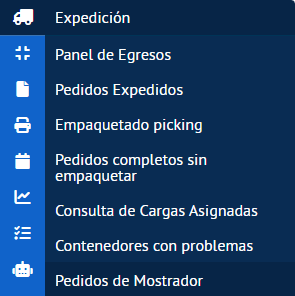 Expedición
Panel de Egresos
Pedidos Expedidos
Empaquetado picking
Pedidos completos sin
empaquetar
Consulta de Cargas Asignadas
Contenedores con problemas
Pedidos de Mostrador